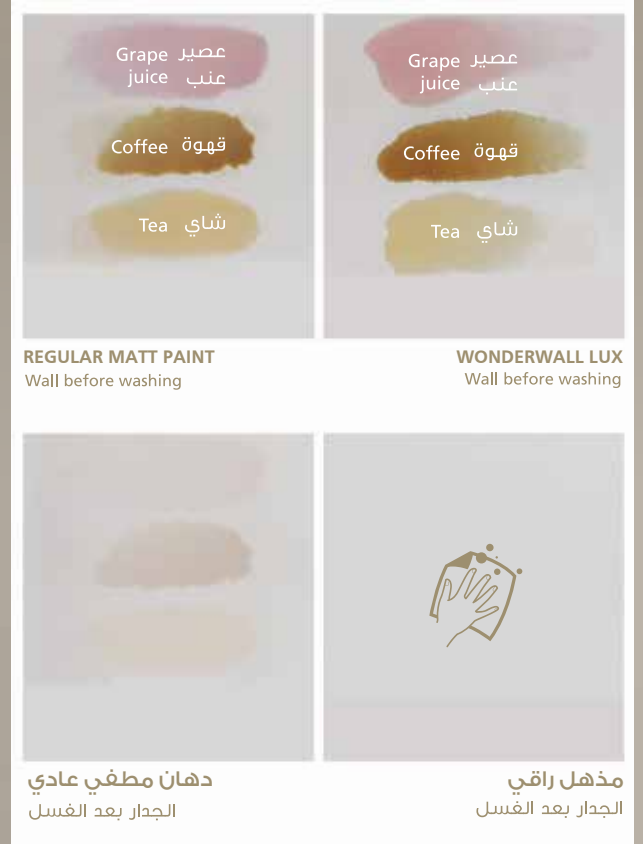 Grape عصير
juice عنب
Coffee قهوة
Tea شاي
Grape عصير
juice عنب
Coffee قهوة
Tea شاي
REGULAR MATT PAINT
Wall before washing
WONDERWALL LUX
Wall before washing
دهان مطفي عادي
الجدار بعد الغسل
مذهل راقي
الجدار بعد الغسل